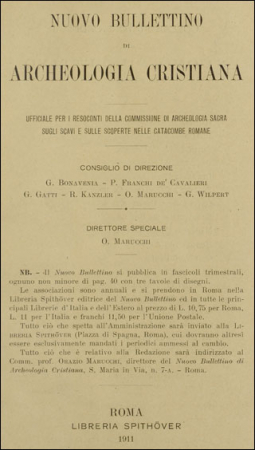 NUOVO BULLETTINO
DI
ARCHEOLOGIA CRISTIANA
UFFICIALE PER I RESOCONTI DELLA COMMISSIONE DI ARCHEOLOGIA SACRA
SUGLI SCAVI E SULLE SCOPERTE NELLE CATACOMBE ROMANE
CONSIGLIO DI DIREZIONE
G. BONAVENIA - P. FRANCHI DE' CAVALIERI
G. GATTI - R. KANZLER - O. MARUCCHI - G. WILPERT
DIRETTORE SPECIALE
O. MARUCCHI
NB. - Il Nuovo Bullettino si pubblica in fascicoli trimestrali,
ognuno non minore di pag. 40 con tre tavole di disegni.
Le associazioni sono annuali e si prendono in Roma nella
Libreria Spithöver editrice del Nuovo Bullettino ed in tutte le principali
Librerie d'Italia e dell'Estero al prezzo di L. 10,75 per Roma,
L. 11 per l'Italia e franchi 11,50 per l'Unione Postale.
Tutto ciò che spetta all'Amministrazione sarà inviato alla LIBRERIA
SPITHÖVER (Piazza di Spagna, Roma), cui dovranno altresì
essere esclusivamente mandati i periodici ammessi al cambio.
Tutto ciò che è relativo alla Redazione sarà indirizzato al
Comm. prof. ORAZIO MARUCCHI, direttore del Nuovo Bullettino di
Archeologia Cristiana, S. Maria in Via, n. 7-A. - Roma.
ROMA
LIBRERIA SPITHÖVER
1911